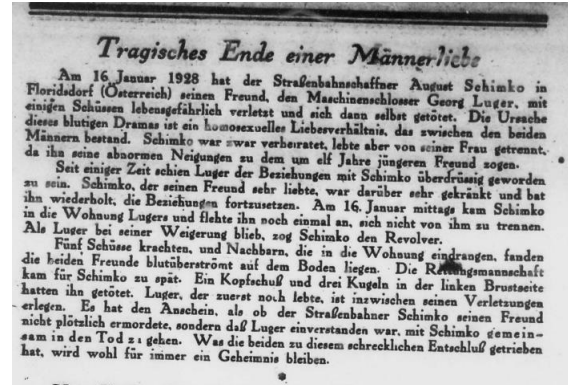 Tragisches Ende einer Männerliebe
Am 16. Januar 1928 hat der Straßenbahnschaffner August Schimko in
Floridsdorf (Österreich) seinen Freund, den Maschinenschlosser Georg Luger, mit
einigen Schüssen lebensgefährlich verletzt und sich dann selbst getötet. Die Ursache
dieses blutigen Dramas ist ein homosexuelles Liebesverhältnis, das zwischen den beiden
Männern bestand. Schimko war zwar verheiratet, lebte aber von seiner Frau getrennt,
da ihn seine abnormen Neigungen zu dem um elf Jahre jüngeren Freund zogen.
Seit einiger Zeit schien Luger der Beziehungen mit Schimko überdrüssig geworden
zu sein. Schimko, der seinen Freund sehr liebte, war darüber sehr gekränkt und bat
ihn wiederholt, die Beziehungen fortzusetzen. Am 16. Januar mittags kam Schimko
in die Wohnung Lugers und flehte ihn noch einmal an, sich nicht von ihm zu trennen.
Als Luger bei seiner Weigerung blieb, zog Schimko den Revolver.
Fünf Schüsse krachten, und Nachbarn, die in die Wohnung eindrangen, fanden
die beiden Freunde blutüberströmt auf dem Boden liegen. Die Rettungsmannschaft
kam für Schimko zu spät. Ein Kopfschuß und drei Kugeln in der linken Brustseite
hatten ihn getötet. Luger, der zuerst noch lebte, ist inzwischen seinen Verletzungen
erlegen. Es hat den Anschein, als ob der Straßenbahner Schimko seinen Freund
nicht plötzlich ermordete, sondern daß Luger einverstanden war, mit Schimko gemein-
sam in den Tod zu gehen. Was die beiden zu diesem schrecklichen Entschluß getrieben
hat, wird wohl für immer ein Geheimnis bleiben.
*